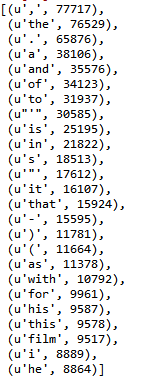 [(u',', 77717),
(u'the', 76529),
(u'.', 65876),
(u'a', 38106),
(u'and', 35576),
(u'of', 34123),
(u'to', 31937),
(u"'", 30585),
(u'is', 25195),
(u'in', 21822),
(u's', 18513),
(u'"', 17612),
(u'it', 16107),
(u'that', 15924),
(u'-', 15595),
(u')', 11781),
(u'(', 11664),
(u'as', 11378),
(u'with', 10792),
(u'for', 9961),
(u'his', 9587),
(u'this', 9578),
(u'film', 9517),
(u'i', 8889),
(u'he', 8864)]